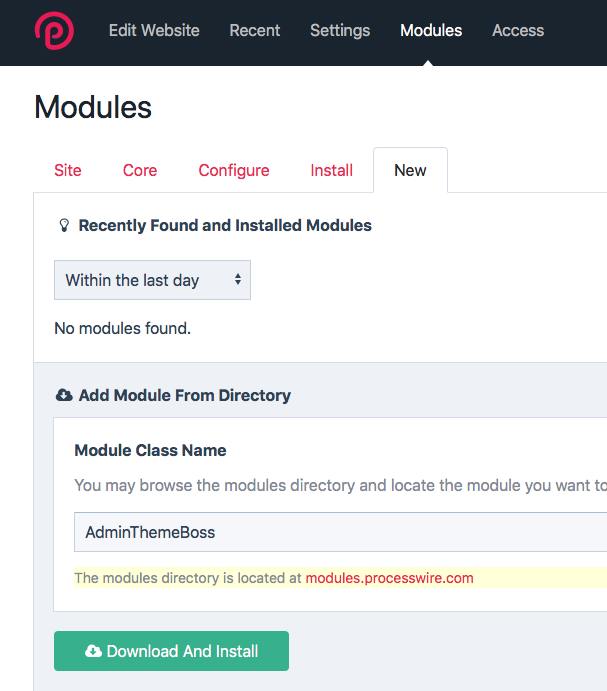 Edit Website Recent Settings Modules Access
Modules
Site Core Configure Install New
Recently Found and Installed Modules
Within the last day
No modules found.
Add Module From Directory
Module Class Name
You may browse the modules directory and locate the module you want to
AdminThemeBoss
The modules directory is located at modules.processwire.com
Download And Install